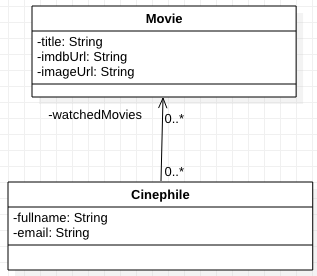 Movie
-title: String
-imdbUrl: String
-imageUrl: String
-watchedMovies
0..*
0..*
Cinephile
-fullname: String
-email: String